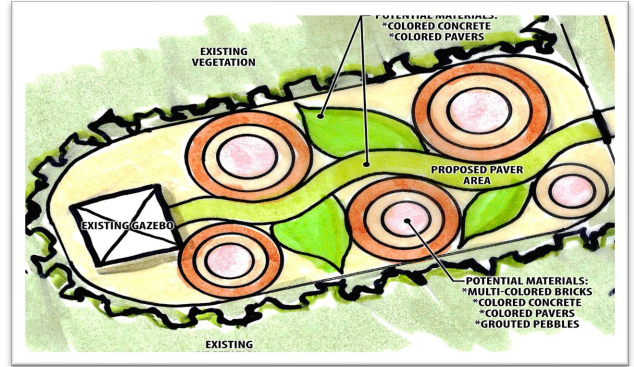 POTENTIAL MATERIALS:
*COLORED CONCRETE
*COLORED PAVERS
EXISTING
VEGETATION
PROPOSED PAVER
AREA
EXISTING GAZEBO
POTENTIAL MATERIALS:
*MULTI-COLORED BRICKS
*COLORED CONCRETE
*COLORED PAVERS
*GROUTED PEBBLES
EXISTING
VEGETATION